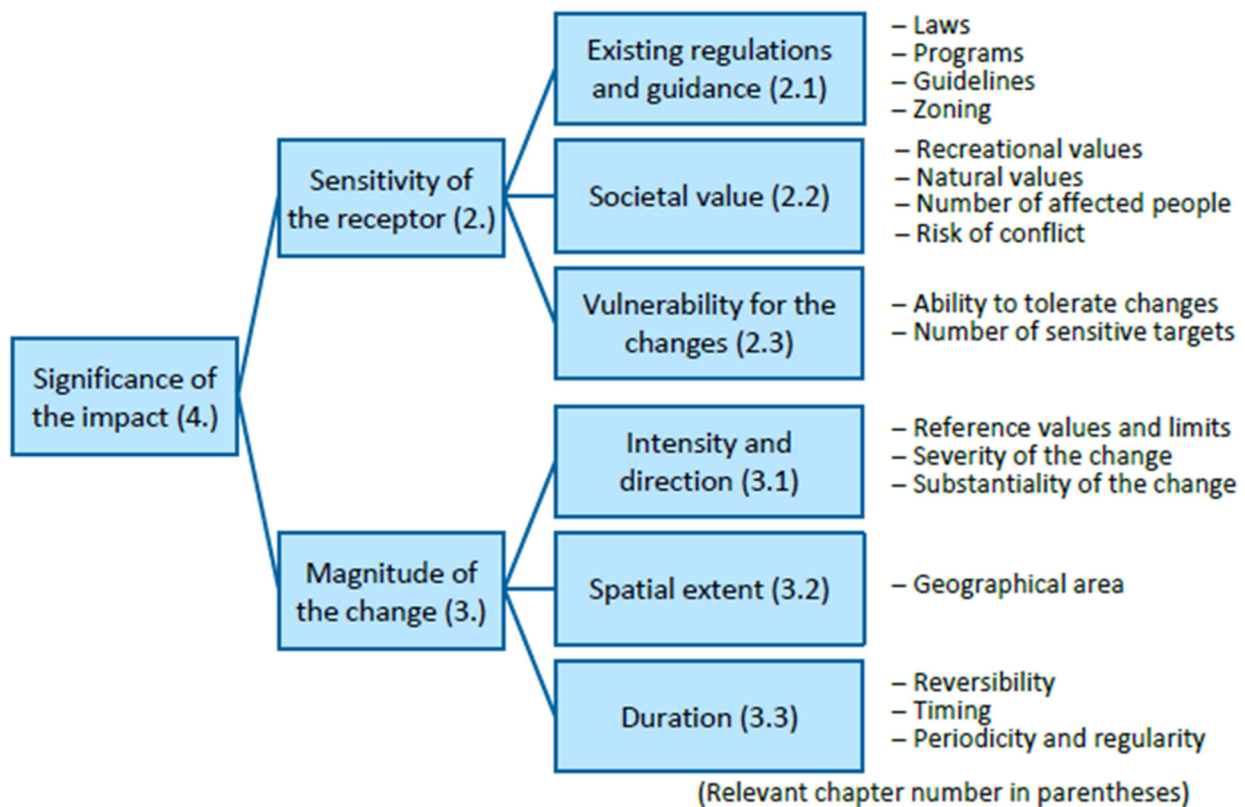 Significance of
the impact (4.)
Sensitivity of
the receptor (2.)
Existing regulations
and guidance (2.1)
– Laws
– Programs
– Guidelines
– Zoning
Societal value (2.2)
– Recreational values
– Natural values
– Number of affected people
– Risk of conflict
Vulnerability for the
changes (2.3)
– Ability to tolerate changes
– Number of sensitive targets
Magnitude of
the change (3.)
Intensity and
direction (3.1)
– Reference values and limits
– Severity of the change
– Substantiality of the change
Spatial extent (3.2)
– Geographical area
Duration (3.3)
– Reversibility
– Timing
– Periodicity and regularity
(Relevant chapter number in parentheses)